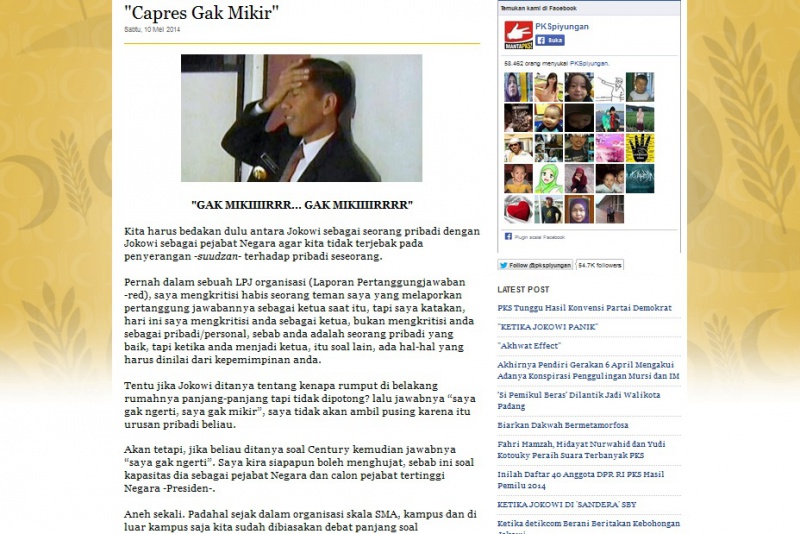 "Capres Gak Mikir"
Sabtu, 10 Mei 2014
"GAK MIKIIIIRRR... GAK MIKIIIIRRRR"
Kita harus bedakan dulu antara Jokowi sebagai seorang pribadi dengan
Jokowi sebagai pejabat Negara agar kita tidak terjebak pada
penyerangan -suudzan- terhadap pribadi seseorang.
Pernah dalam sebuah LPJ organisasi (Laporan Pertanggungjawaban
-red), saya mengkritisi habis seorang teman saya yang melaporkan
pertanggung jawabannya sebagai ketua saat itu, tapi saya katakan,
hari ini saya mengkritisi anda sebagai ketua, bukan mengkritisi anda
sebagai pribadi/personal, sebab anda adalah seorang pribadi yang
baik, tapi ketika anda menjadi ketua, itu soal lain, ada hal-hal yang
harus dinilai dari kepemimpinan anda.
Tentu jika Jokowi ditanya tentang kenapa rumput di belakang
rumahnya panjang-panjang tapi tidak dipotong? lalu jawabnya "saya
gak ngerti, saya gak mikir", saya tidak akan ambil pusing karena itu
urusan pribadi beliau.
Akan tetapi, jika beliau ditanya soal Century kemudian jawabnya
"saya gak ngerti". Saya kira siapapun boleh menghujat, sebab ini soal
kapasitas dia sebagai pejabat Negara dan calon pejabat tertinggi
Negara -Presiden-.
Aneh sekali. Padahal sejak dalam organisasi skala SMA, kampus dan di
luar kampus saja kita sudah dibiasakan debat panjang soal
Temukan kami di Facebook
PKSpiyungan
Suka
58.462 orang menyukai PKSpiyungan.
Plugin sosial Facebook
Follow @pkspiyungan
54.7K followers
LATEST POST
PKS Tunggu Hasil Konvensi Partai Demokrat
"KETIKA JOKOWI PANIK"
"Akhwat Effect"
Akhirnya Pendiri Gerakan 6 April Mengakui
Adanya Konspirasi Penggulingan Mursi dan IM
'Si Pemikul Beras' Dilantik Jadi Walikota
Padang
Biarkan Dakwah Bermetamorfosa
Fahri Hamzah, Hidayat Nurwahid dan Yudi
Kotouky Peraih Suara Terbanyak PKS
Inilah Daftar 40 Anggota DPR RI PKS Hasil
Pemilu 2014
KETIKA JOKOWI DI 'SANDERA' SBY
Ketika detikcom Berani Beritakan Kebohongan